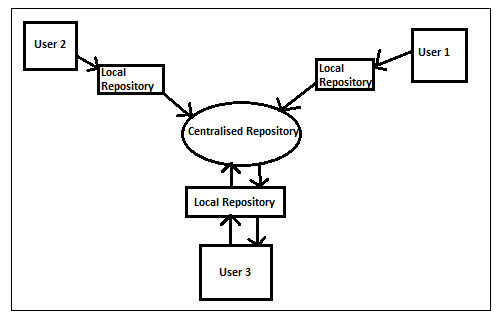 User 2
User 1
Local
Repository
Local
Repository
Centralised Repository
Local Repository
User 3